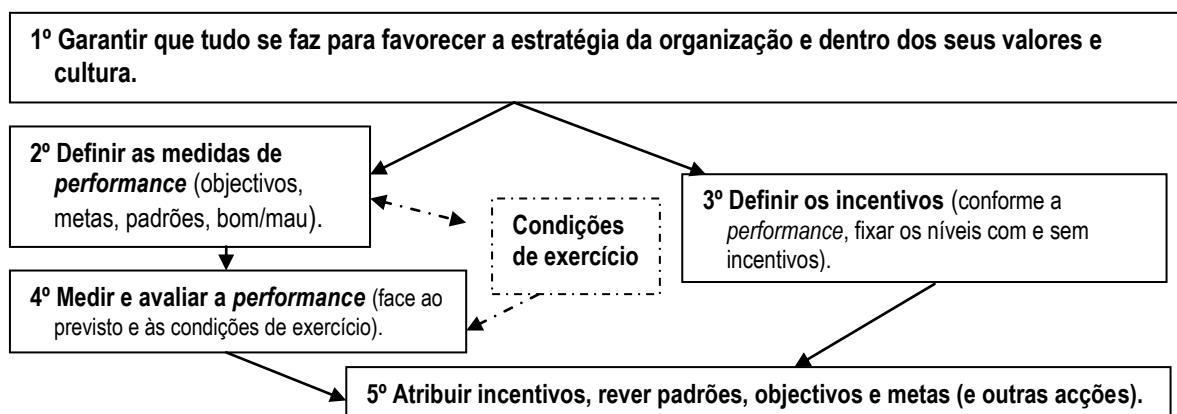 1º Garantir que tudo se faz para favorecer a estratégia da organização e dentro dos seus valores e
cultura.
2º Definir as medidas de
performance (objectivos,
metas, padrões, bom/mau).
Condições
de exercício
3º Definir os incentivos (conforme a
performance, fixar os níveis com e sem
incentivos).
4º Medir e avaliar a performance (face ao
previsto e às condições de exercício).
5º Atribuir incentivos, rever padrões, objectivos e metas (e outras acções).